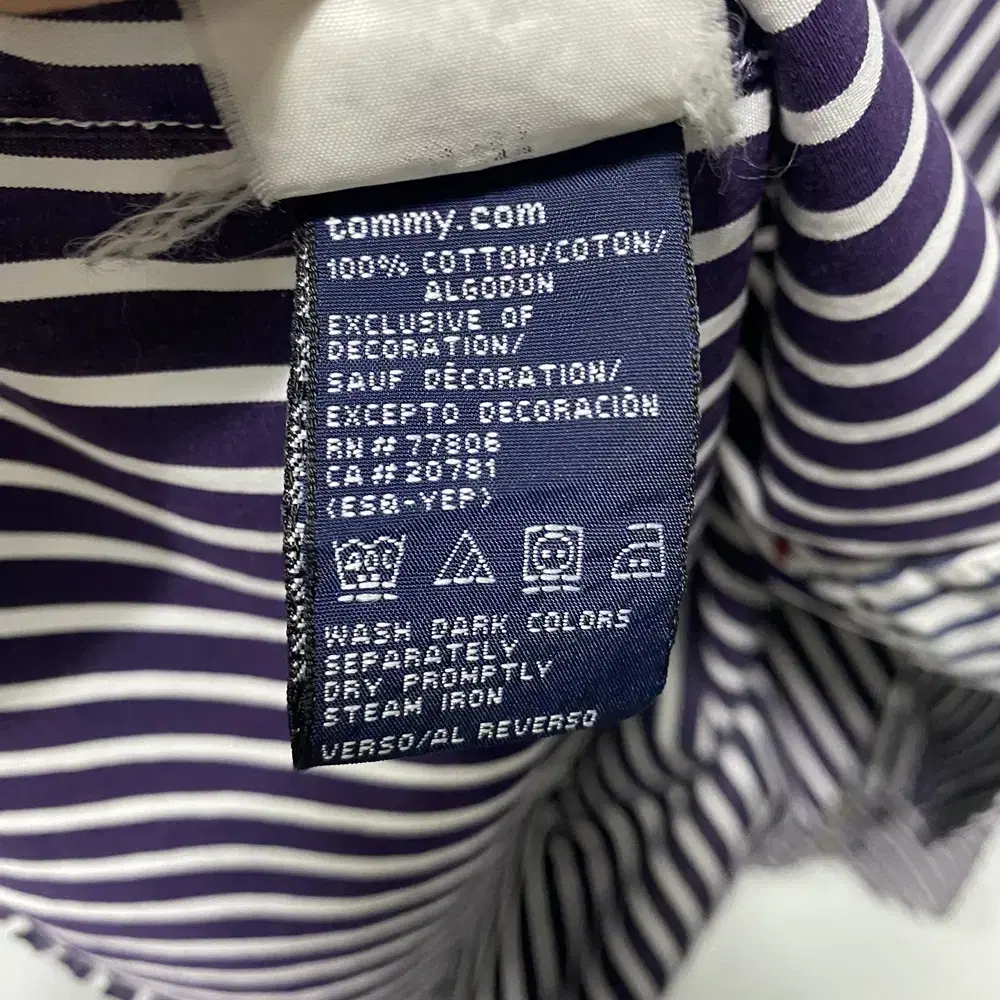 tommy.com
100% COTTON/COTON/
ALGODON
EXCLUSIVE OF
DECORATION/
SAUF DÉCORATION/
EXCEPTO DECORACIÓN
RN# 77806
CA# 20781
(ESQ-YEP)
WASH DARK COLORS
SEPARATELY
DRY PROMPTLY
STEAM IRON
VERSO/AL REVERSO